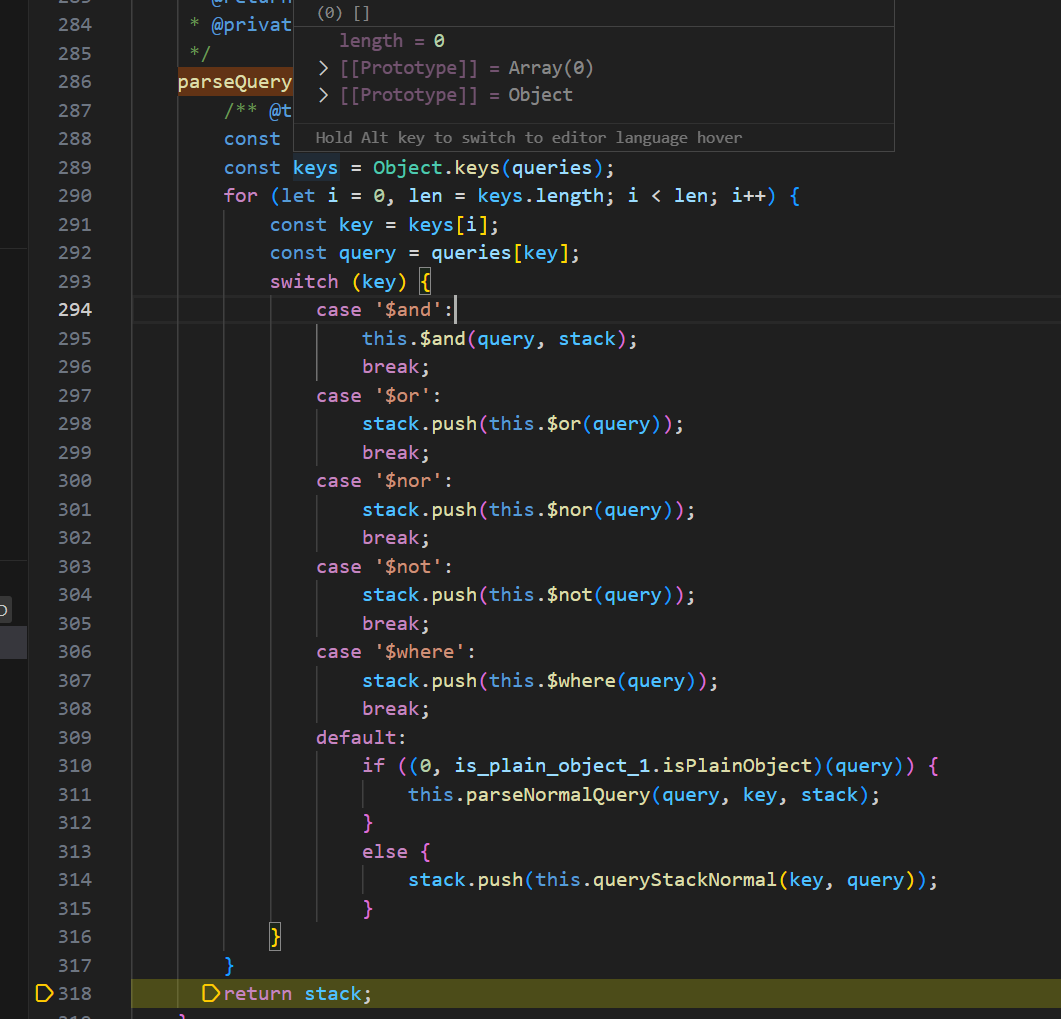 283 @return
284 * @privat
285 */
286 parseQuery
287 /** @t
288 const
(0) []
length = 0
[[Prototype]] = Array(0)
[[Prototype]] = Object
Hold Alt key to switch to editor language hover
289 const keys = Object.keys(queries);
290 for (let i = 0, len = keys.length; i < len; i++) {
291 const key = keys[i];
292 const query = queries[key];
293 switch (key) {
294 case '$and':
295 this.$and(query, stack);
296 break;
297 case '$or':
298 stack.push(this.$or(query));
299 break;
300 case '$nor':
301 stack.push(this.$nor(query));
302 break;
303 case '$not':
304 stack.push(this.$not(query));
305 break;
306 case '$where':
307 stack.push(this.$where(query));
308 break;
309 default:
310 if ((0, is_plain_object_1.isPlainObject)(query)) {
311 this.parseNormalQuery(query, key, stack);
312 }
313 else {
314 stack.push(this.queryStackNormal(key, query));
315 }
316 }
317 }
318 return stack;